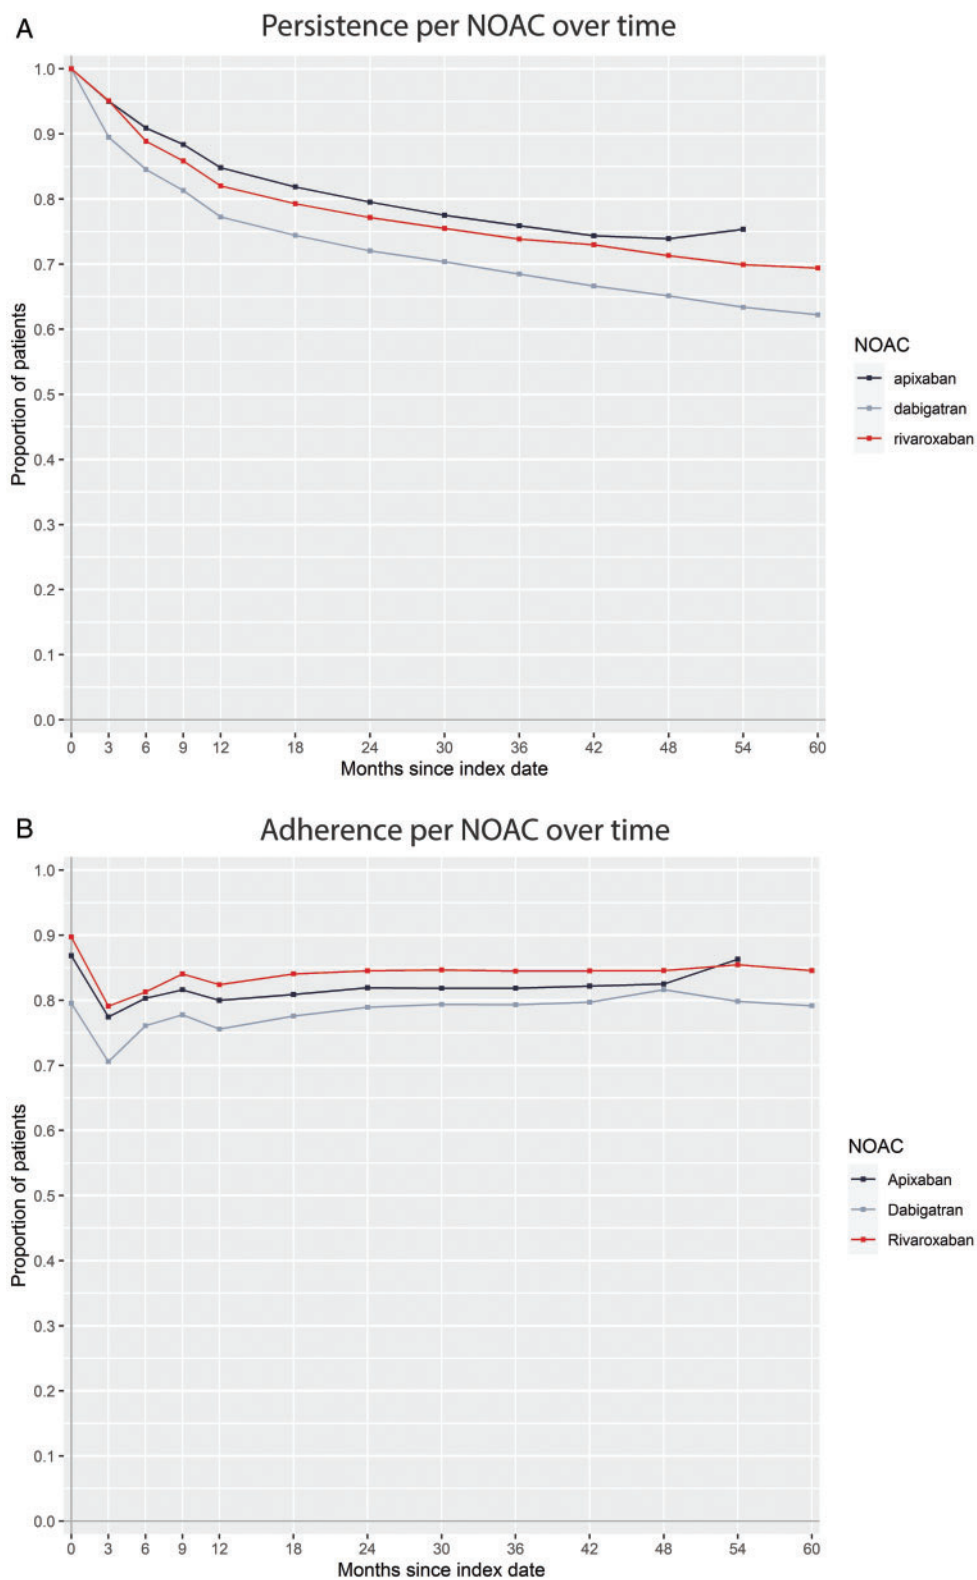 A
Persistence per NOAC over time
1.0
0.9
0.8
0.7
0.6
0.5
0.4
0.3
0.2
0.1
0.0
Proportion of patients
0 3 6 9 12 18 24 30 36 42 48 54 60
Months since index date
NOAC
apixaban
dabigatran
rivaroxaban
B
Adherence per NOAC over time
1.0
0.9
0.8
0.7
0.6
0.5
0.4
0.3
0.2
0.1
0.0
Proportion of patients
0 3 6 9 12 18 24 30 36 42 48 54 60
Months since index date
NOAC
Apixaban
Dabigatran
Rivaroxaban